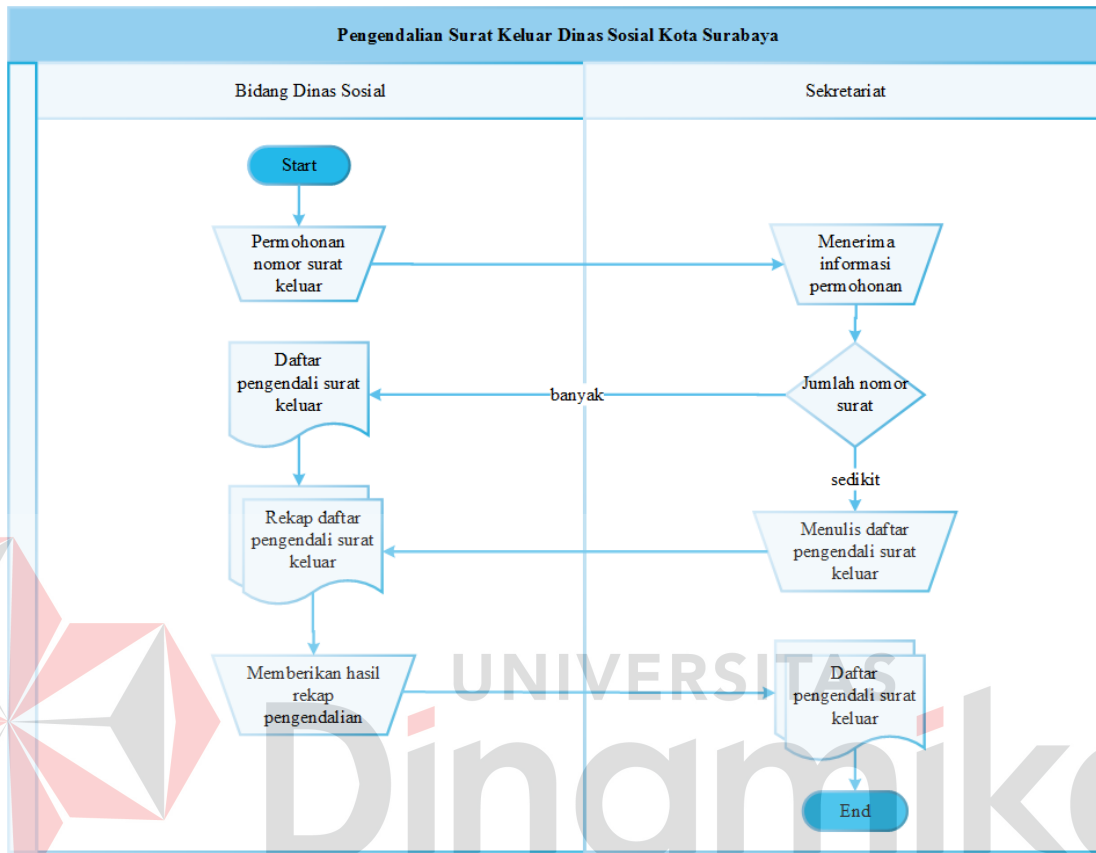 Pengendalian Surat Keluar Dinas Sosial Kota Surabaya
Bidang Dinas Sosial
Sekretariat
Start
Permohonan
nomor surat
keluar
Menerima
informasi
permohonan
Daftar
pengendali surat
keluar
banyak
Jumlah nomor
surat
sedikit
Rekap daftar
pengendali surat
keluar
Menulis daftar
pengendali surat
keluar
Memberikan hasil
rekap
pengendalian
Daftar
pengendali surat
keluar
End
UNIVERSITAS
Dinamika